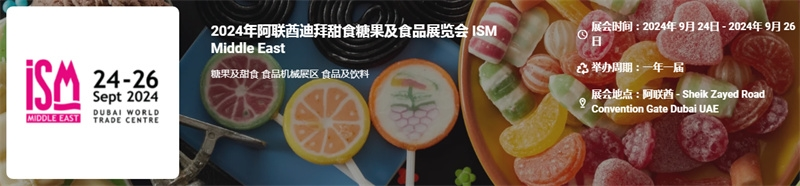 ISM
MIDDLE EAST
24-26
Sept 2024
DUBAI WORLD
TRADE CENTRE
2024年阿联酋迪拜甜食糖果及食品展览会 ISM
Middle East
糖果及甜食 食品机械展区 食品及饮料
展会时间：2024年 9月 24日 - 2024年 9月 26
日
举办周期：一年一届
展会地点：阿联酋 - Sheik Zayed Road
Convention Gate Dubai UAE